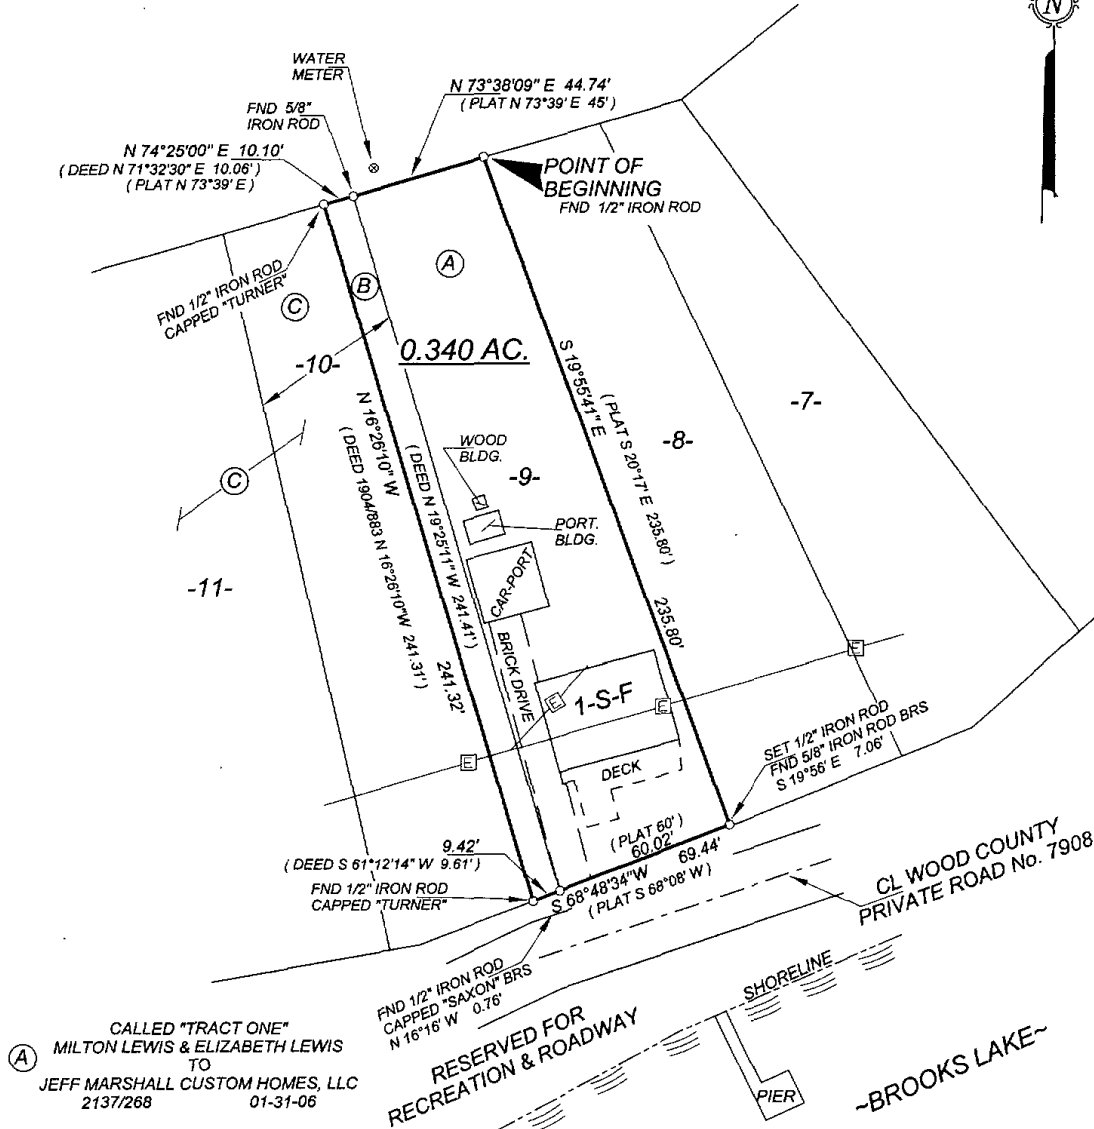 N
WATER
METER
N 73°38'09" E 44.74'
( PLAT N 73°39' E 45' )
FND 5/8"
IRON ROD
N 74°25'00" E 10.10'
( DEED N 71°32'30" E 10.06' )
( PLAT N 73°39' E )
POINT OF
BEGINNING
FND 1/2" IRON ROD
FND 1/2" IRON ROD
CAPPED "TURNER"
A
B
C
0.340 AC.
-10-
-7-
-8-
-9-
C
-11-
S 19°55'41" E
235.80'
( PLAT S 20°17' E 235.80' )
N 16°26'10" W
241.32'
( DEED 1904/883 N 16°26'10"W 241.31' )
( DEED N 19°25'11" W 241.41' )
WOOD
BLDG.
PORT.
BLDG.
CAR-PORT
BRICK DRIVE
1-S-F
E
E
E
E
DECK
SET 1/2" IRON ROD
FND 5/8" IRON ROD BRS
S 19°56' E 7.06'
( PLAT 60' )
60.02'
69.44'
S 68°48'34"W
( PLAT S 68°08' W )
9.42'
( DEED S 61°12'14" W 9.61' )
FND 1/2" IRON ROD
CAPPED "TURNER"
CL WOOD COUNTY
PRIVATE ROAD No. 7908
FND 1/2" IRON ROD
CAPPED "SAXON" BRS
N 16°16' W 0.76'
SHORELINE
RESERVED FOR
RECREATION & ROADWAY
PIER
~BROOKS LAKE~
A
CALLED "TRACT ONE"
MILTON LEWIS & ELIZABETH LEWIS
TO
JEFF MARSHALL CUSTOM HOMES, LLC
2137/268 01-31-06